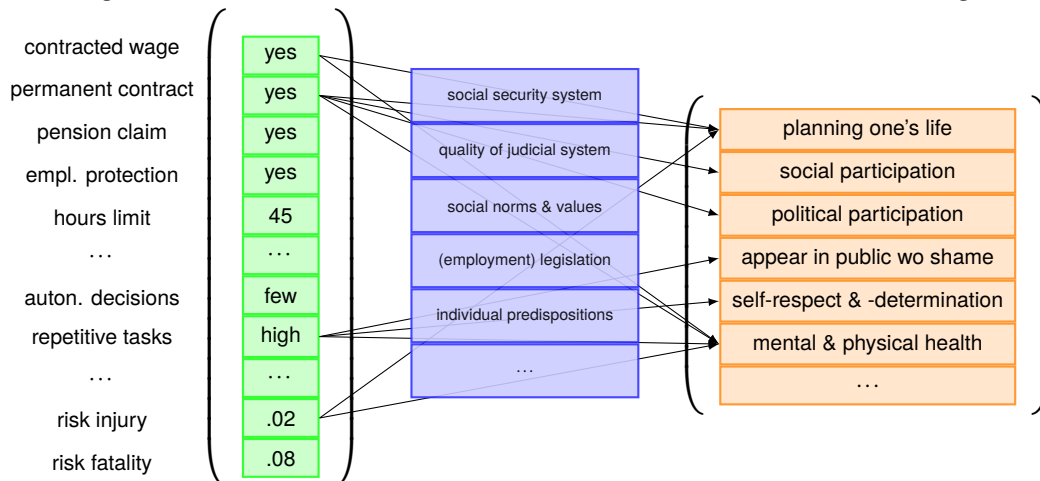 contracted wage
permanent contract
pension claim
empl. protection
hours limit
...
auton. decisions
repetitive tasks
...
risk injury
risk fatality
yes
yes
yes
yes
45
...
few
high
...
.02
.08
social security system
quality of judicial system
social norms & values
(employment) legislation
individual predispositions
...
planning one's life
social participation
political participation
appear in public wo shame
self-respect & -determination
mental & physical health
...